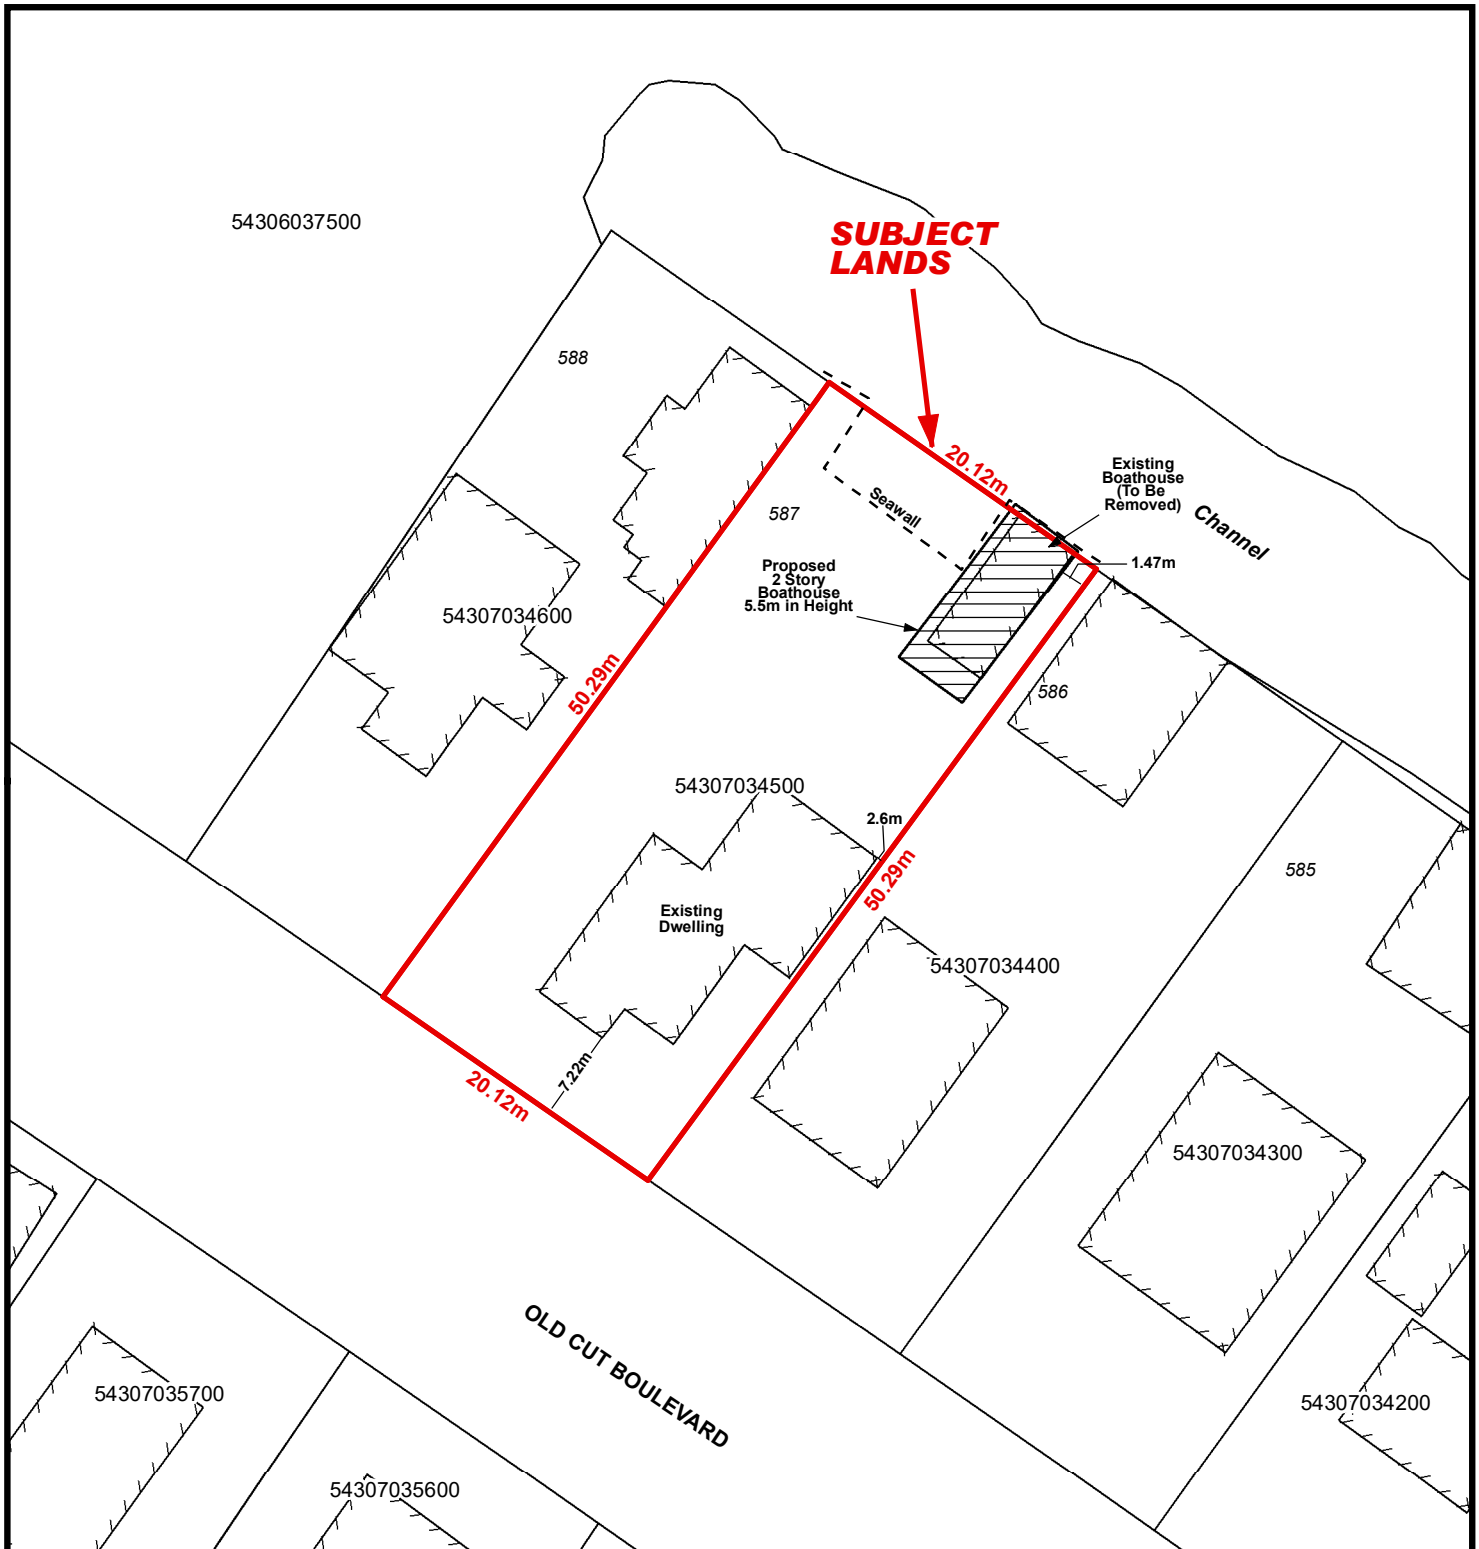 54306037500
SUBJECT
LANDS
588
20.12m
Existing
Boathouse
(To Be
Removed)
Channel
Seawall
587
1.47m
Proposed
2 Story
Boathouse
5.5m in Height
54307034600
50.29m
586
54307034500
2.6m
50.29m
585
Existing
Dwelling
54307034400
7.22m
20.12m
54307034300
OLD CUT BOULEVARD
54307035700
54307034200
54307035600